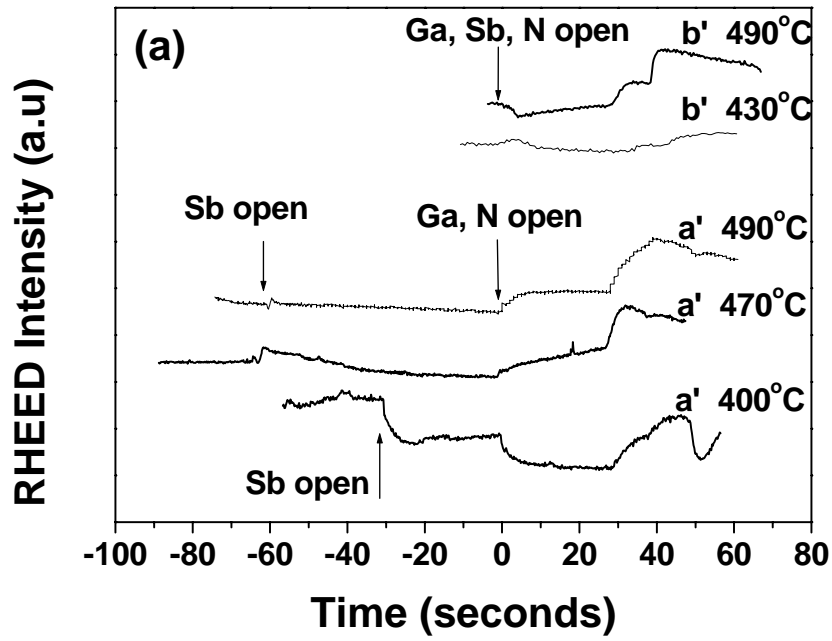 (a)
Ga, Sb, N open
b' 490°C
b' 430°C
Sb open
Ga, N open
a' 490°C
a' 470°C
a' 400°C
Sb open
RHEED Intensity (a.u)
-100 -80 -60 -40 -20 0 20 40 60 80
Time (seconds)